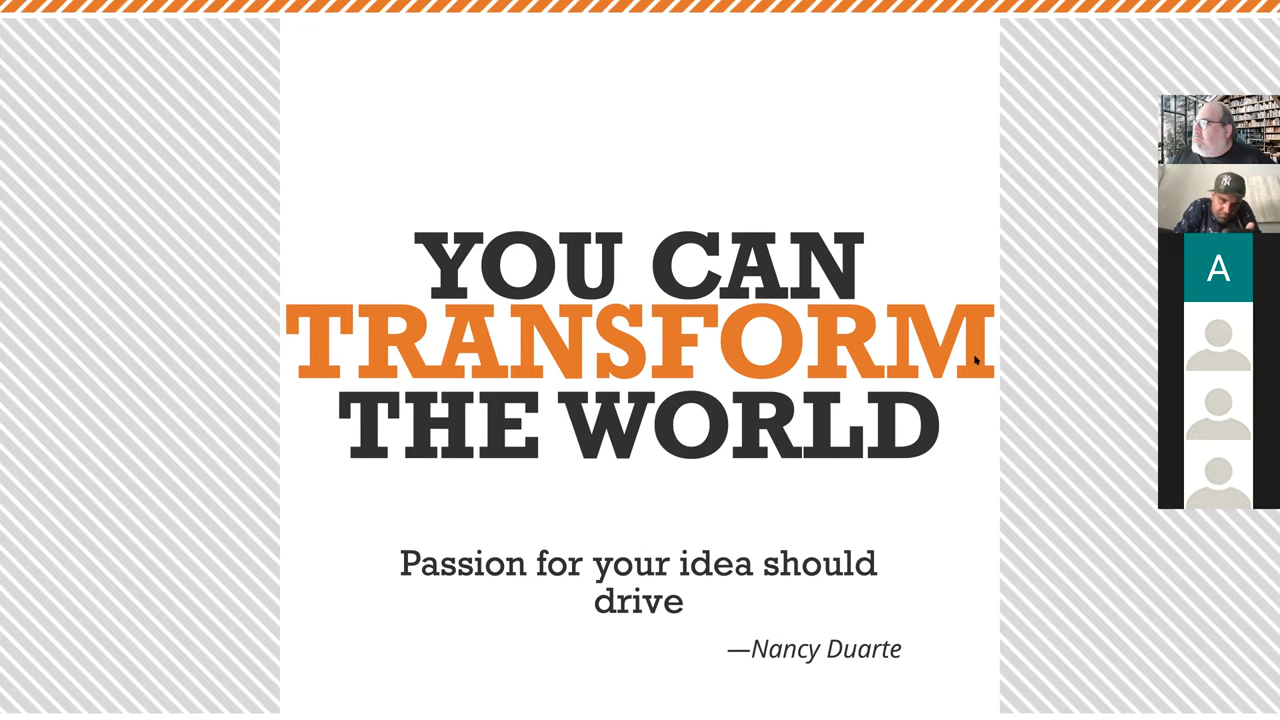 YOU CAN
TRANSFORM
THE WORLD
Passion for your idea should
drive
—Nancy Duarte
A